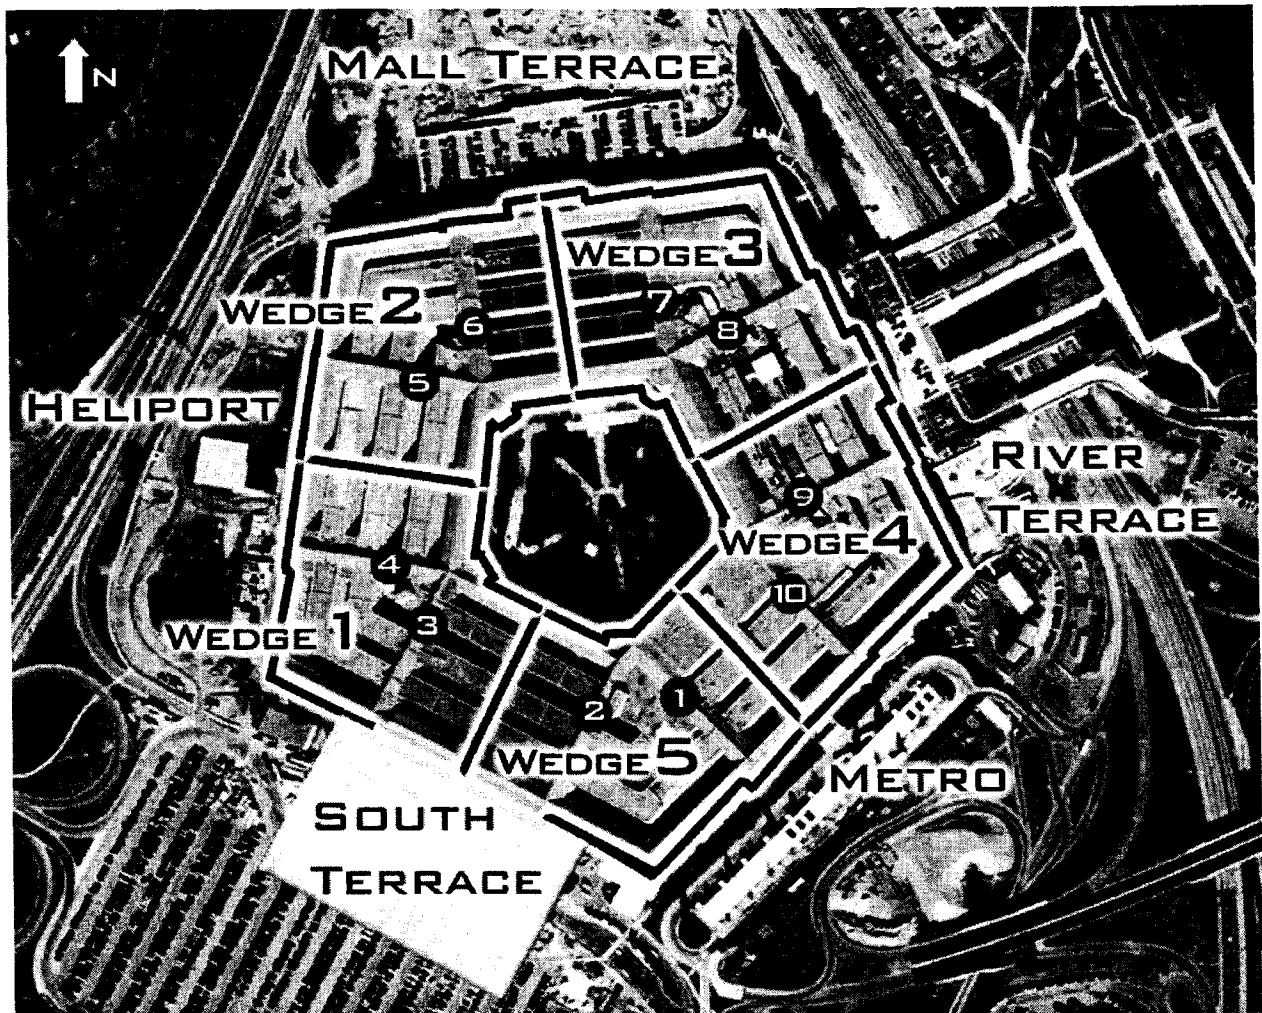 N
MALL TERRACE
WEDGE 3
WEDGE 2
7
6
8
5
HELIPORT
RIVER
TERRACE
9
WEDGE 4
4
10
3
WEDGE 1
1
2
WEDGE 5
METRO
SOUTH
TERRACE